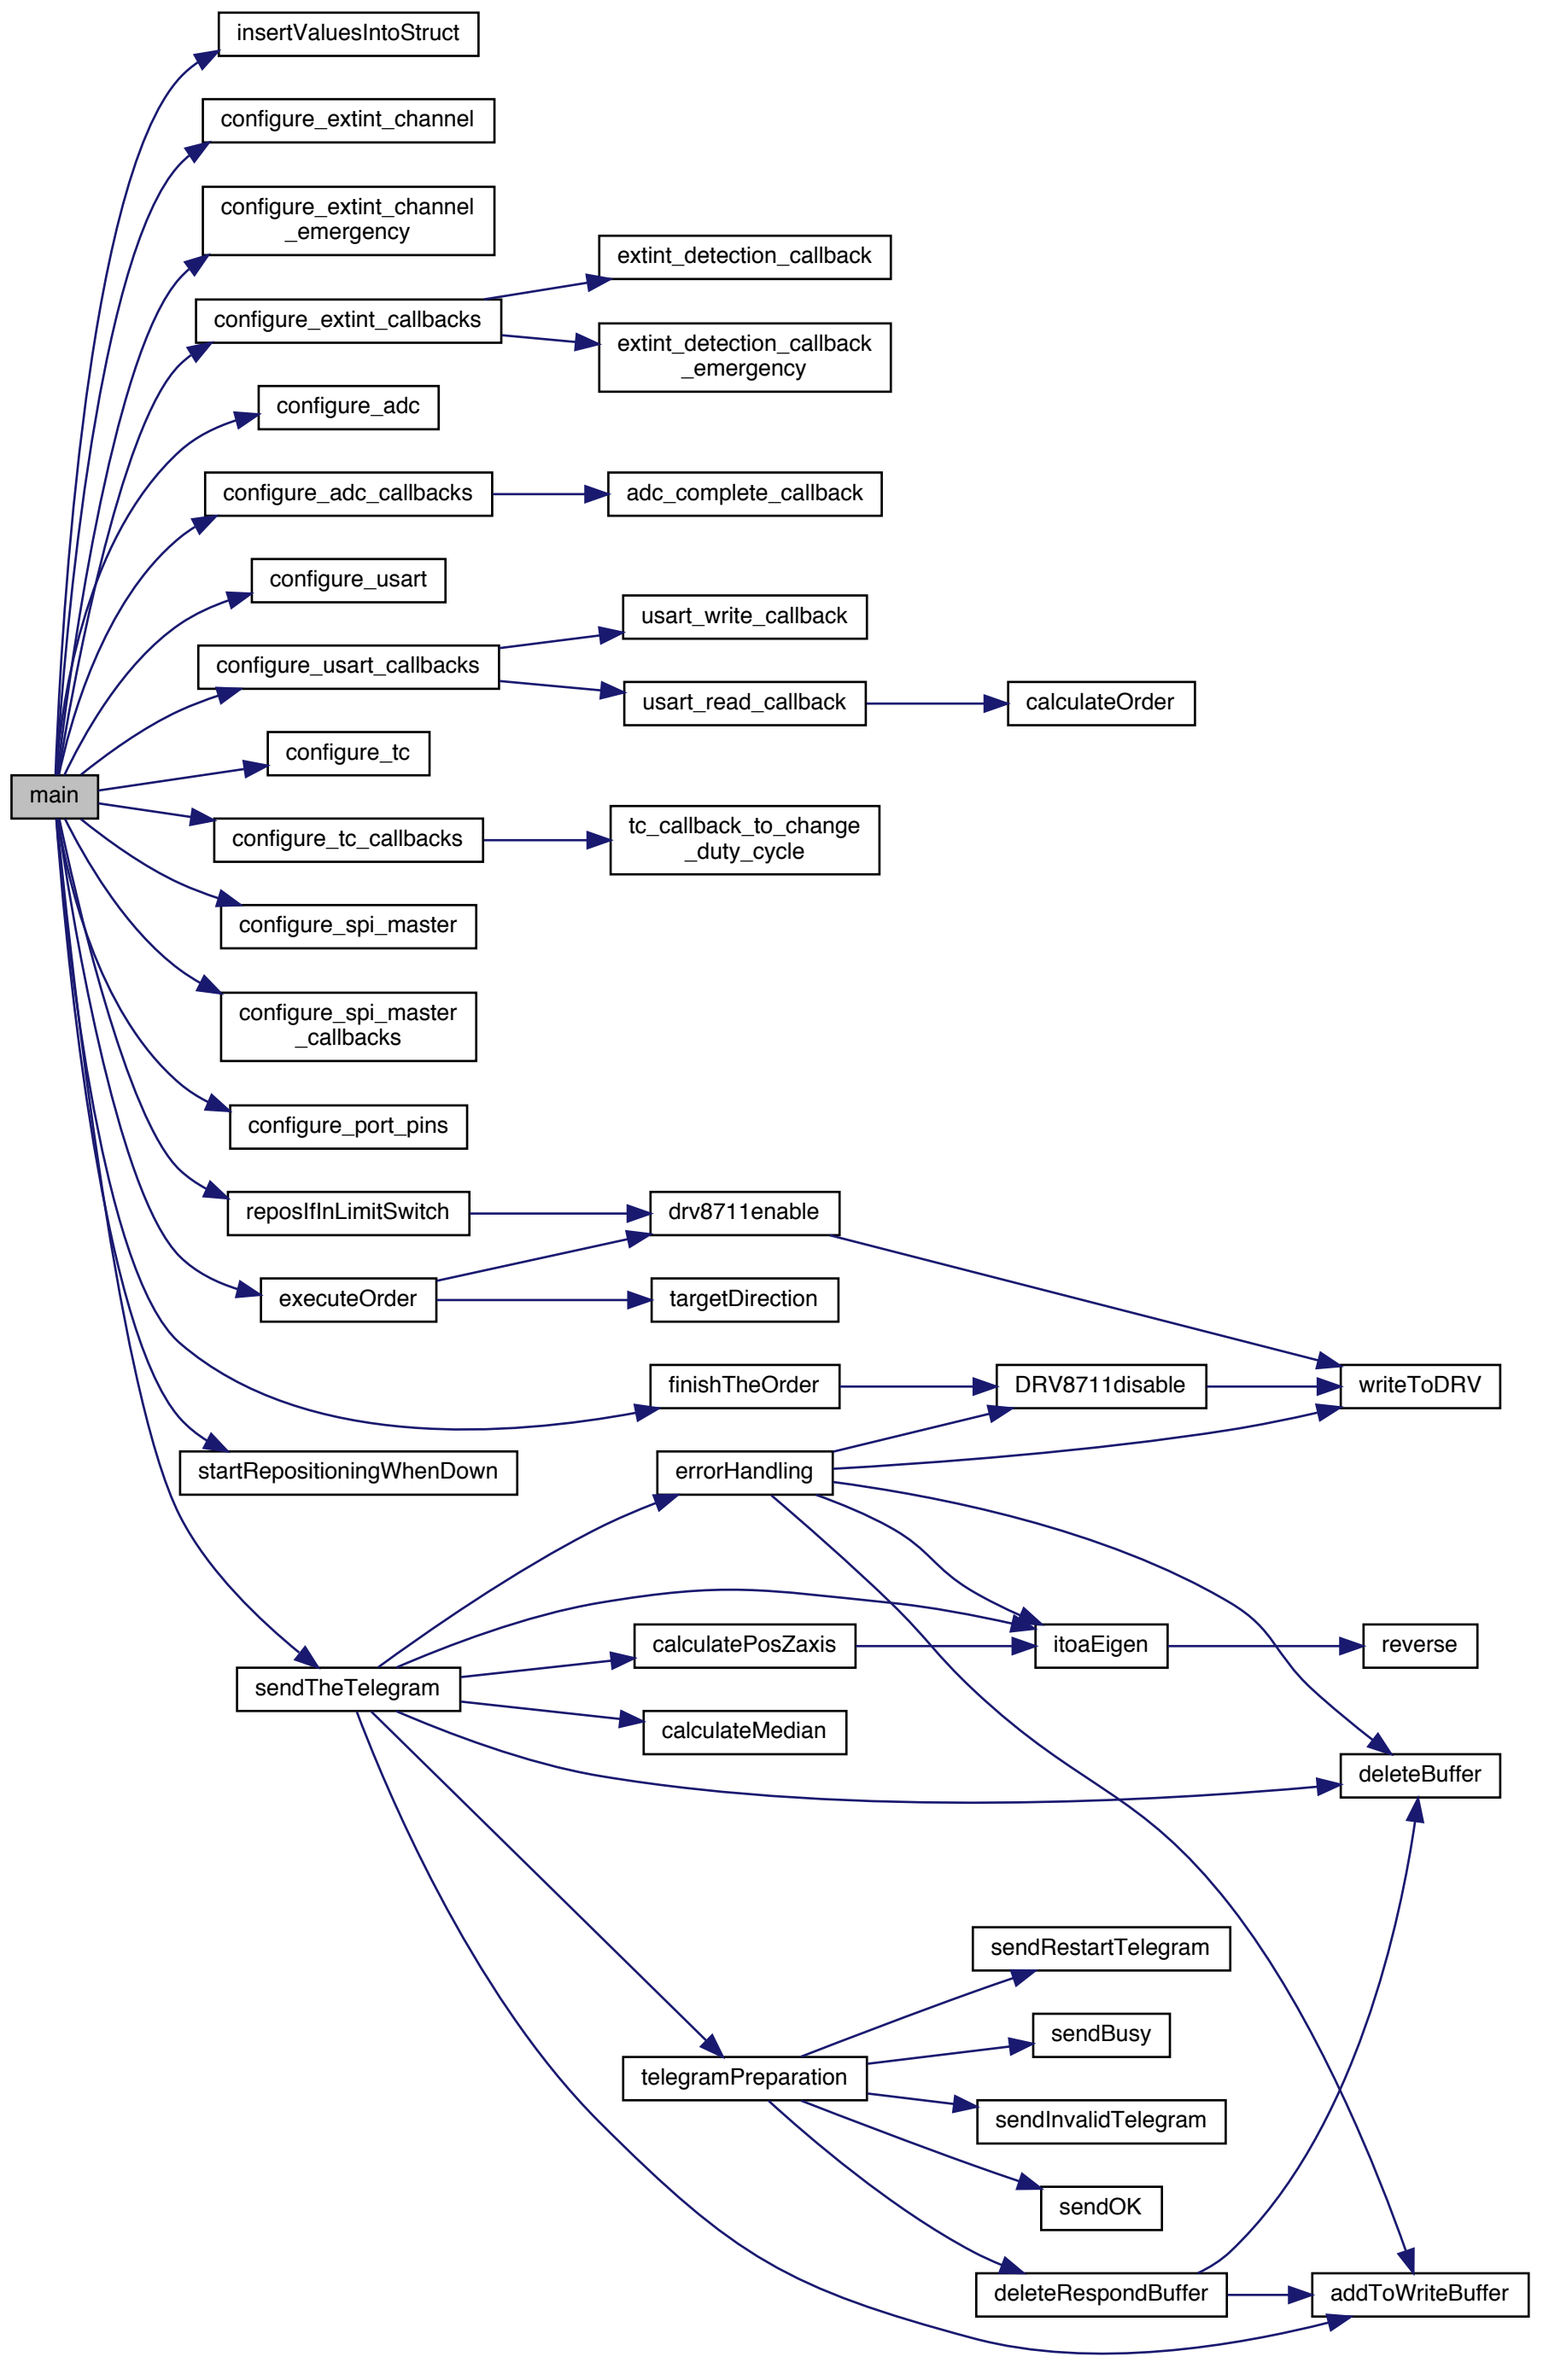 insertValuesIntoStruct
configure_extint_channel
configure_extint_channel
_emergency
extint_detection_callback
configure_extint_callbacks
extint_detection_callback
_emergency
configure_adc
configure_adc_callbacks
adc_complete_callback
configure_usart
usart_write_callback
configure_usart_callbacks
usart_read_callback
calculateOrder
configure_tc
main
tc_callback_to_change
_duty_cycle
configure_tc_callbacks
configure_spi_master
configure_spi_master
_callbacks
configure_port_pins
reposIfInLimitSwitch
drv8711enable
executeOrder
targetDirection
finishTheOrder
DRV8711disable
writeToDRV
startRepositioningWhenDown
errorHandling
calculatePosZaxis
itoaEigen
reverse
sendTheTelegram
calculateMedian
deleteBuffer
sendRestartTelegram
sendBusy
telegramPreparation
sendInvalidTelegram
sendOK
deleteRespondBuffer
addToWriteBuffer